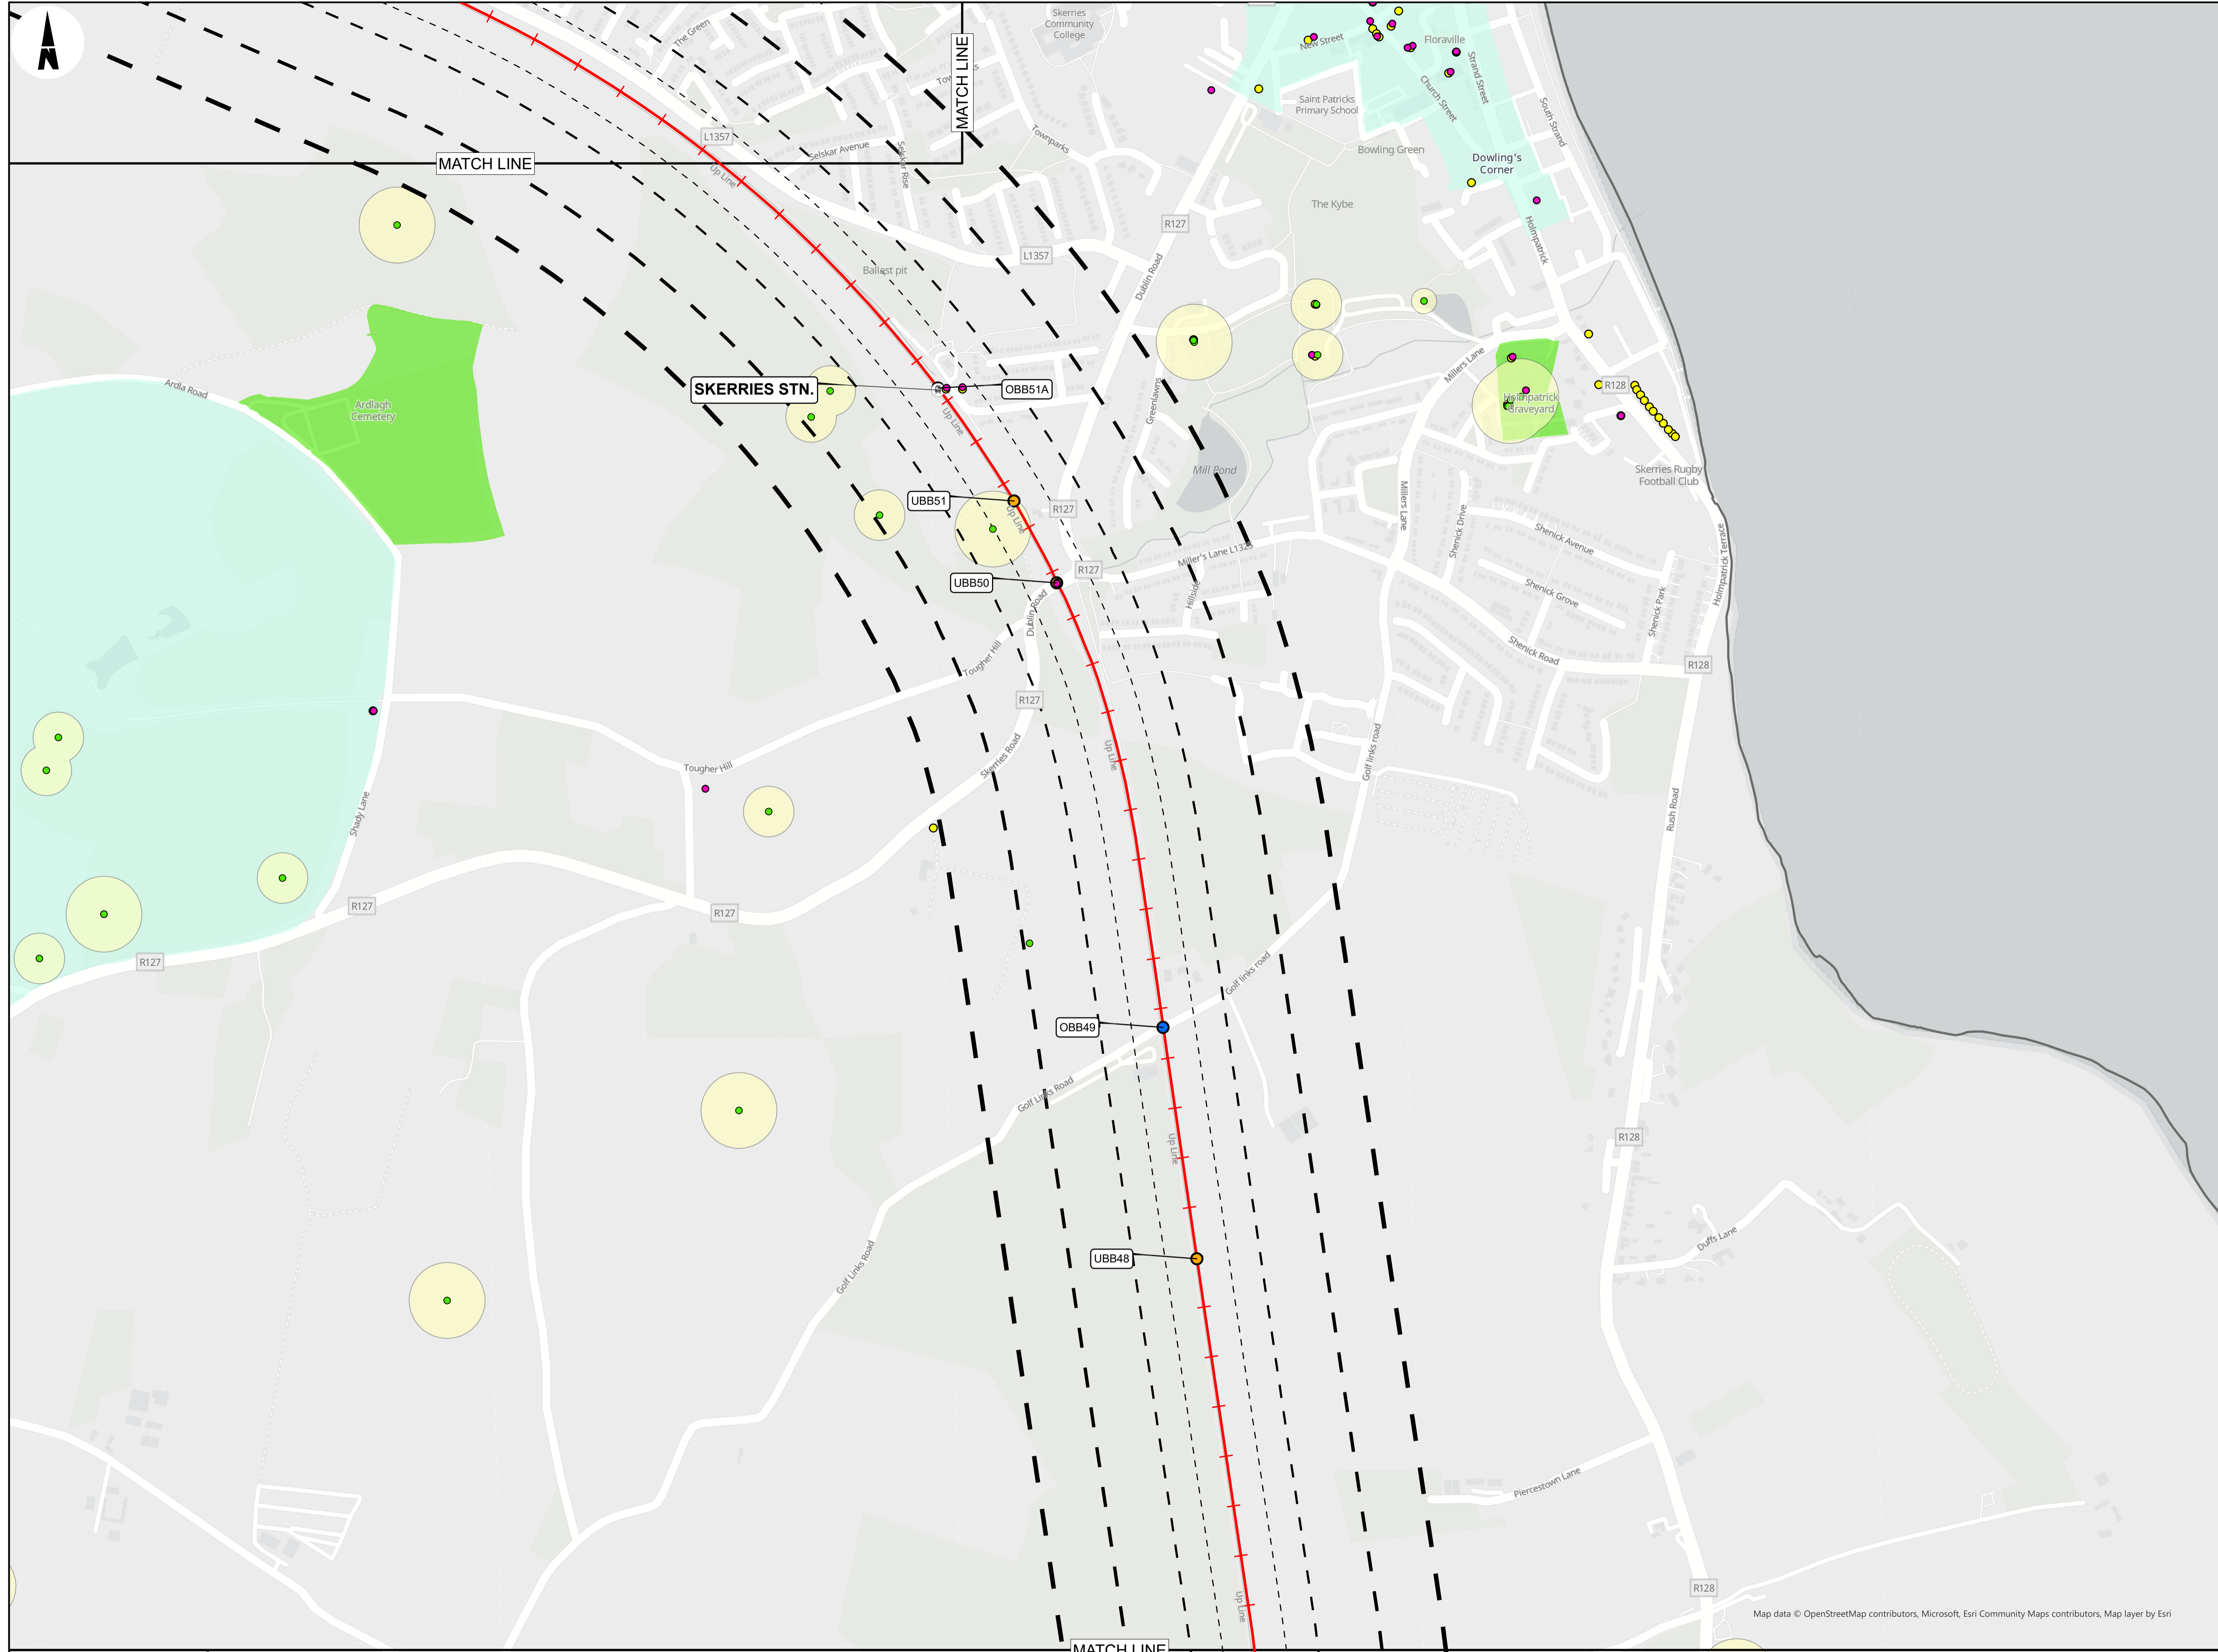 N
The Green
Skerries
Community
College
MATCH LINE
New Street
Floraville
Strand Street
Church Street
South Strand
Saint Patricks
Primary School
L1357
MATCH LINE
Selskar Avenue
Selskar Rise
Townparks
Bowling Green
Dowling's
Corner
Up Line
The Kybe
R127
Holmpatrick
L1357
Ballast pit
Dublin Road
Ardla Road
Ardlagh
Cemetery
SKERRIES STN.
OBB51A
Greenlawns
Millers Lane
R128
Holmpatrick
Graveyard
Up Line
Mill Pond
Skerries Rugby
Football Club
UBB51
Up Line
R127
Millers Lane
Shenick Drive
Shenick Avenue
Holmpatrick Terrace
Miller's Lane L1325
R127
UBB50
Hillside
Shenick Grove
Shenick Park
Dublin Road
Tougher Hill
Shenick Road
R128
R127
Up Line
Golf links road
Skerries Road
Tougher Hill
Shady Lane
Rush Road
R127
R127
R127
Golf links road
OBB49
Golf Links Road
Up Line
R128
Duffs Lane
UBB48
Golf Links Road
Piercestown Lane
Up Line
R128
Map data © OpenStreetMap contributors, Microsoft, Esri Community Maps contributors, Map layer by Esri
MATCH LINE